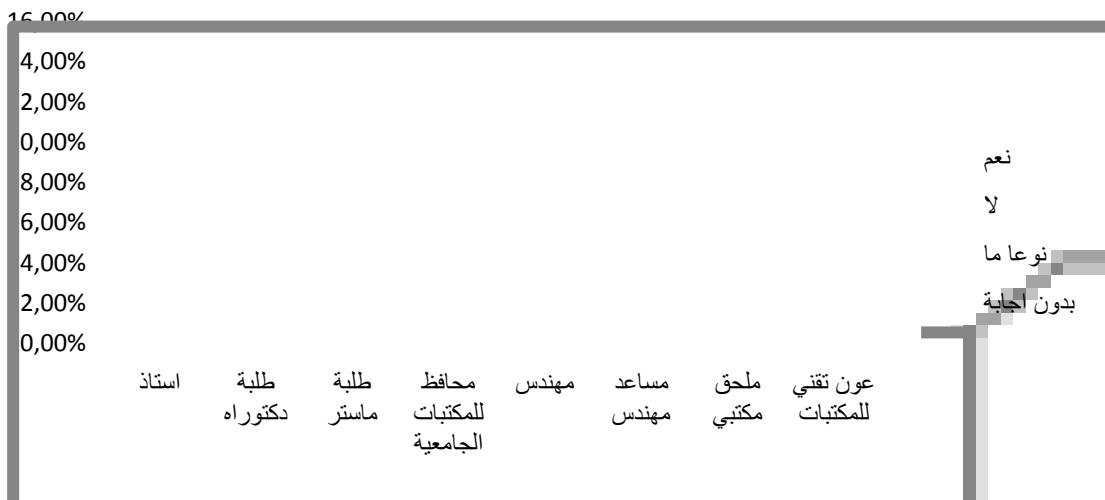 16,00%
4,00%
2,00%
0,00%
8,00%
6,00%
4,00%
2,00%
0,00%
نعم
لا
نوعا ما
بدون اجابة
استاذ
طلبة دكتوراه
طلبة ماستر
محافظ للمكتبات الجامعية
مهندس
مساعد مهندس
ملحق مكتبي
عون تقني للمكتبات